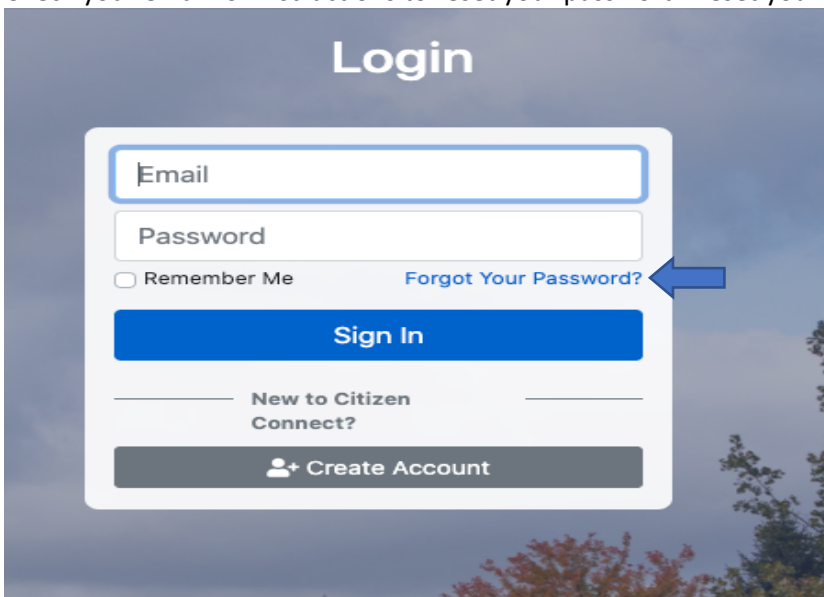 Login
Email
Password
Remember Me Forgot Your Password?
Sign In
New to Citizen
Connect?
Create Account